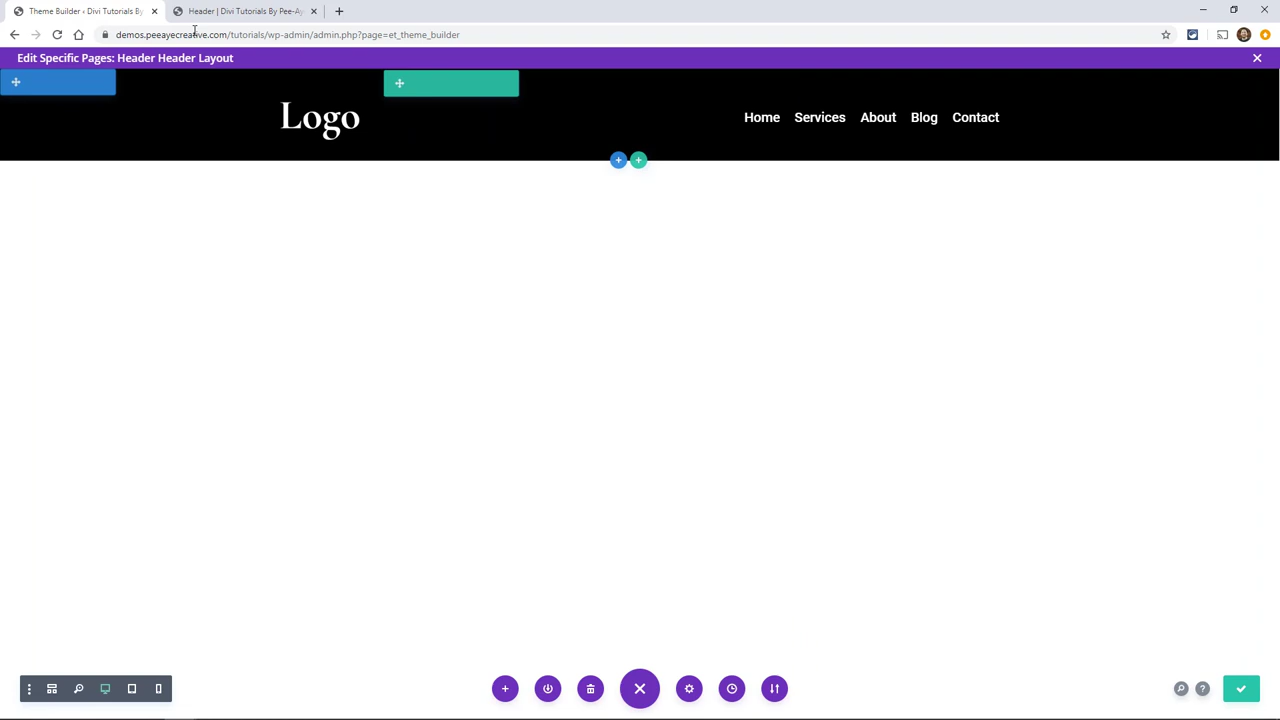 Theme Builder ‹ Divi Tutorials By
Header | Divi Tutorials By Pee-Ay
demos.peeayecreative.com/tutorials/wp-admin/admin.php?page=et_theme_builder
Edit Specific Pages: Header Header Layout
Logo
Home Services About Blog Contact